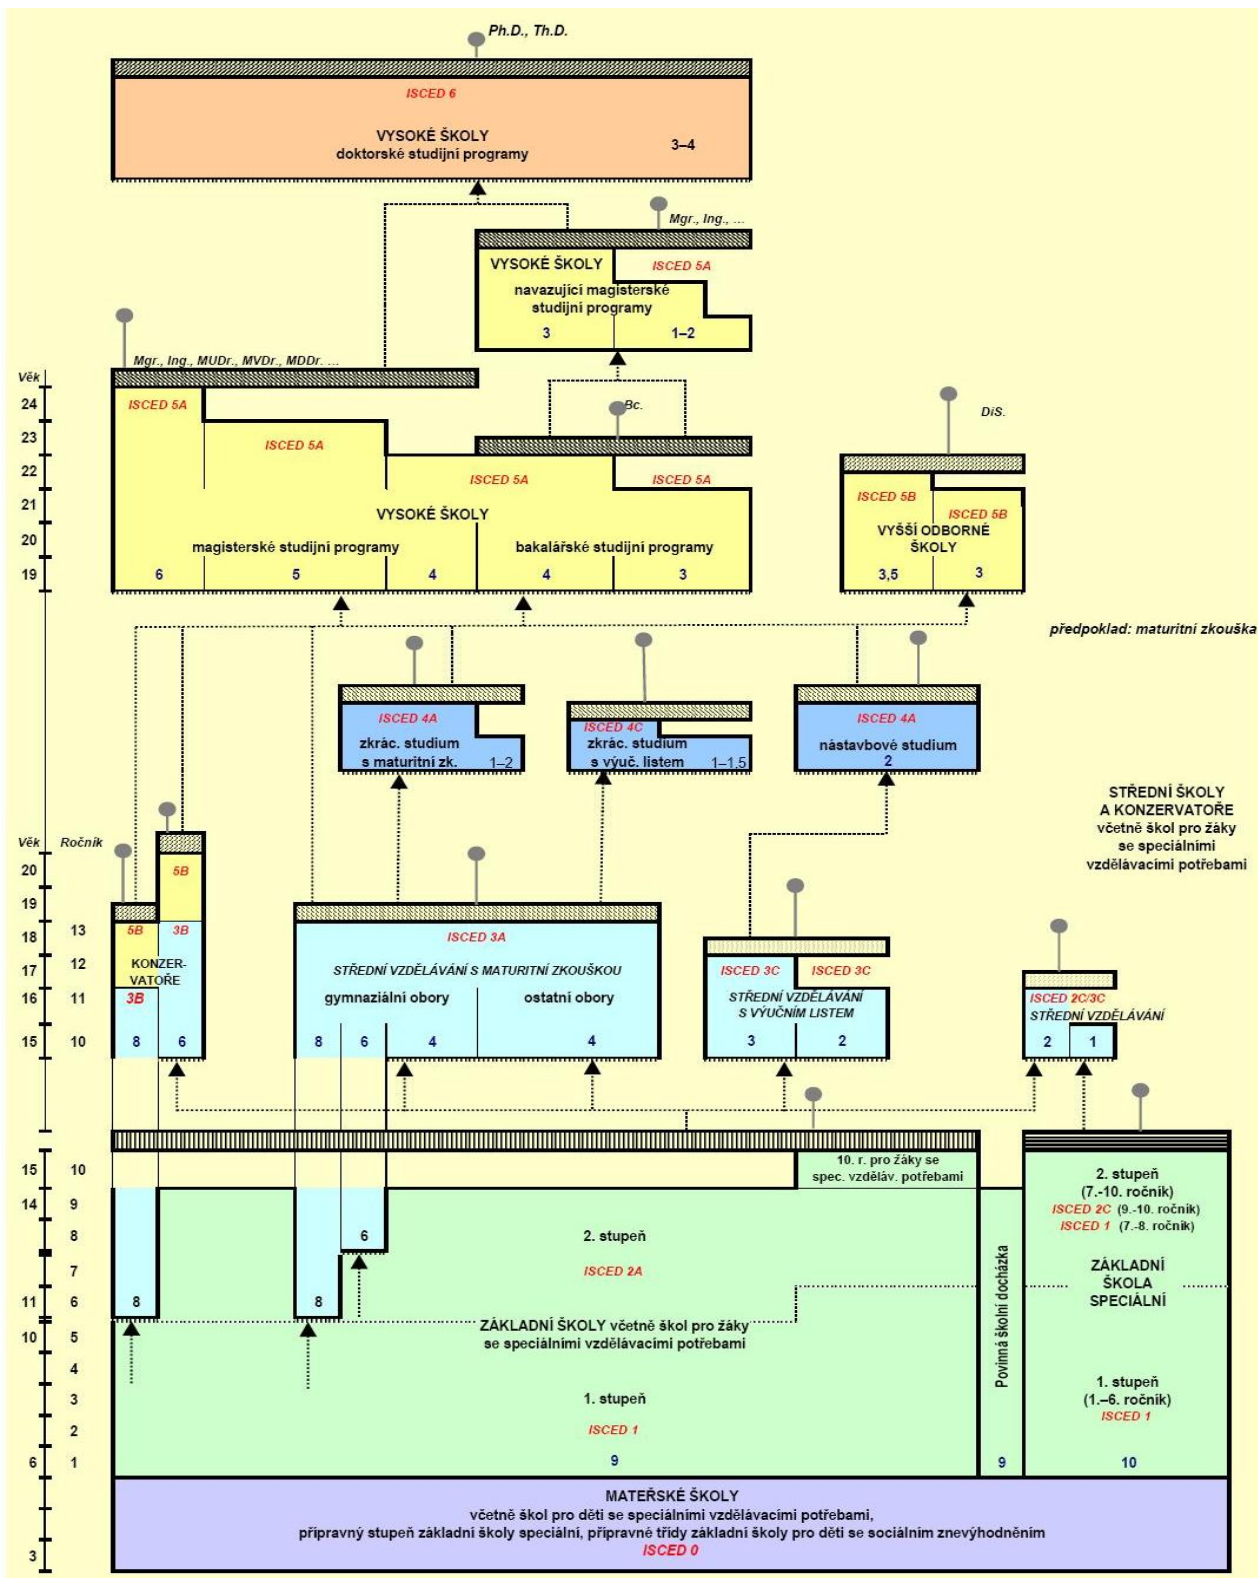 Ph.D., Th.D.
ISCED 6
VYSOKÉ ŠKOLY
doktorské studijní programy
3–4
Mgr., Ing., ...
VYSOKÉ ŠKOLY
ISCED 5A
navazující magisterské
studijní programy
3
1–2
Mgr., Ing., MUDr., MVDr., MDDr. ...
Věk
24
23
22
21
20
19
ISCED 5A
ISCED 5A
Bc.
ISCED 5A
ISCED 5A
VYSOKÉ ŠKOLY
magisterské studijní programy
bakalářské studijní programy
6
5
4
4
3
DiS.
ISCED 5B
ISCED 5B
VYŠŠÍ ODBORNÉ
ŠKOLY
3,5
3
předpoklad: maturitní zkouška
ISCED 4A
zkrác. studium
s maturitní zk.
1–2
ISCED 4C
zkrác. studium
s výuč. listem
1–1,5
ISCED 4A
nástavbové studium
2
STŘEDNÍ ŠKOLY
A KONZERVATOŘE
včetně škol pro žáky
se speciálními
vzdělávacími potřebami
Věk
Ročník
20
19
18
13
17
12
16
11
15
10
5B
5B
3B
KONZER-
VATOŘE
3B
8
6
ISCED 3A
STŘEDNÍ VZDĚLÁVÁNÍ S MATURITNÍ ZKOUŠKOU
gymnaziální obory
ostatní obory
8
6
4
4
ISCED 3C
ISCED 3C
STŘEDNÍ VZDĚLÁVÁNÍ
S VÝUČNÍM LISTEM
3
2
ISCED 2C/3C
STŘEDNÍ VZDĚLÁVÁNÍ
2
1
15
10
14
9
8
7
11
6
10
5
4
3
2
6
1
3
10. r. pro žáky se
spec. vzděláv. potřebami
6
8
8
2. stupeň
ISCED 2A
ZÁKLADNÍ ŠKOLY včetně škol pro žáky
se speciálními vzdělávacími potřebami
1. stupeň
ISCED 1
9
Povinná školní docházka
9
2. stupeň
(7.-10. ročník)
ISCED 2C (9.-10. ročník)
ISCED 1 (7.-8. ročník)
ZÁKLADNÍ
ŠKOLA
SPECIÁLNÍ
1. stupeň
(1.–6. ročník)
ISCED 1
10
MATEŘSKÉ ŠKOLY
včetně škol pro děti se speciálními vzdělávacími potřebami,
přípravný stupeň základní školy speciální, přípravné třídy základní školy pro děti se sociálním znevýhodněním
ISCED 0